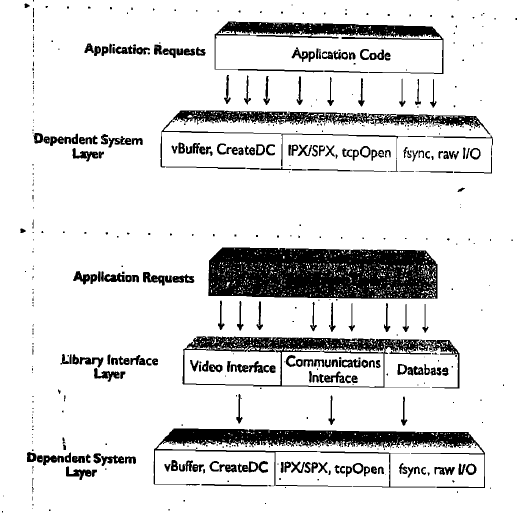 Application Requests
Application Code
Dependent System
Layer
vBuffer, CreateDC
IPX/SPX, tcpOpen
fsync, raw I/O
Application Requests
Library Interface
Layer
Video Interface
Communications
Interface
Database
Dependent System
Layer
vBuffer, CreateDC
IPX/SPX, tcpOpen
fsync, raw I/O